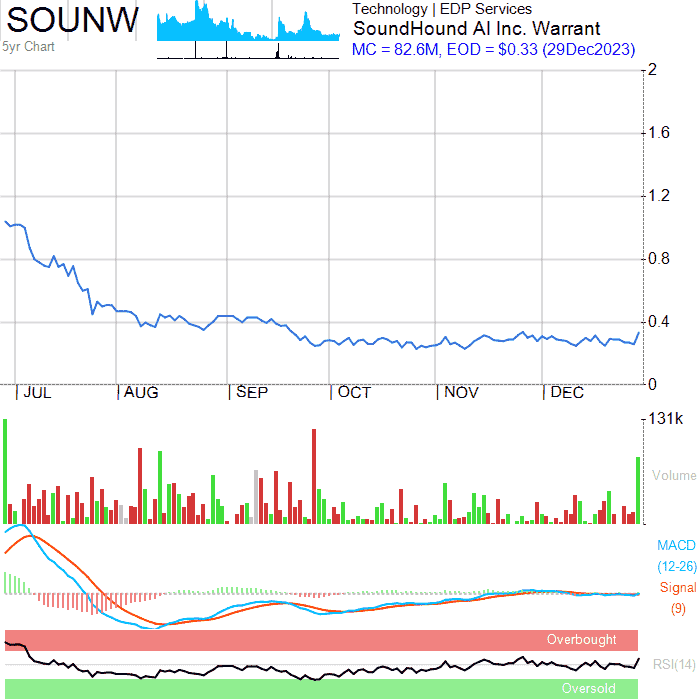 SOUNW
5yr Chart
Technology | EDP Services
SoundHound AI Inc. Warrant
MC = 82.6M, EOD = $0.33 (29Dec2023)
2
1.6
1.2
0.8
0.4
0
JUL AUG SEP OCT NOV DEC
131k
Volume
MACD
(12-26)
Signal
(9)
Overbought
RSI(14)
Oversold